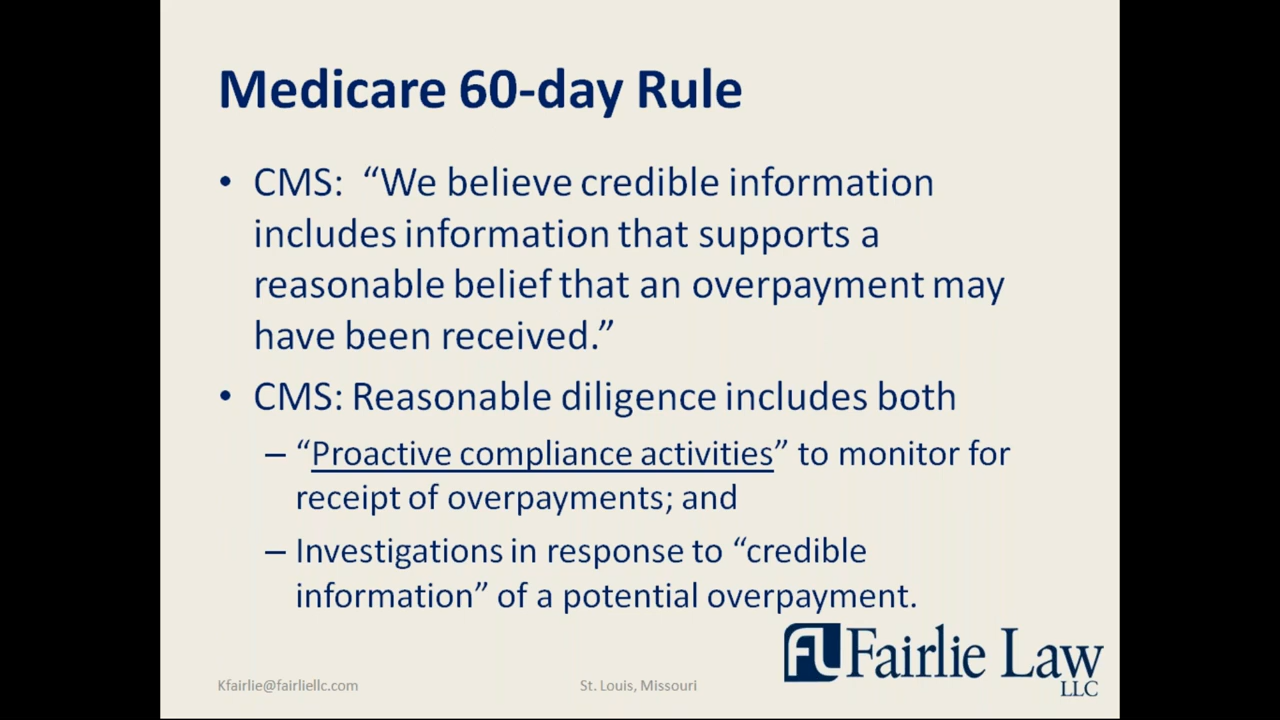 Medicare 60-day Rule
• CMS:  “We believe credible information
includes information that supports a
reasonable belief that an overpayment may
have been received.”
• CMS: Reasonable diligence includes both
– “Proactive compliance activities” to monitor for
receipt of overpayments; and
– Investigations in response to “credible
information” of a potential overpayment.
FL Fairlie Law
LLC
Kfairlie@fairliellc.com
St. Louis, Missouri